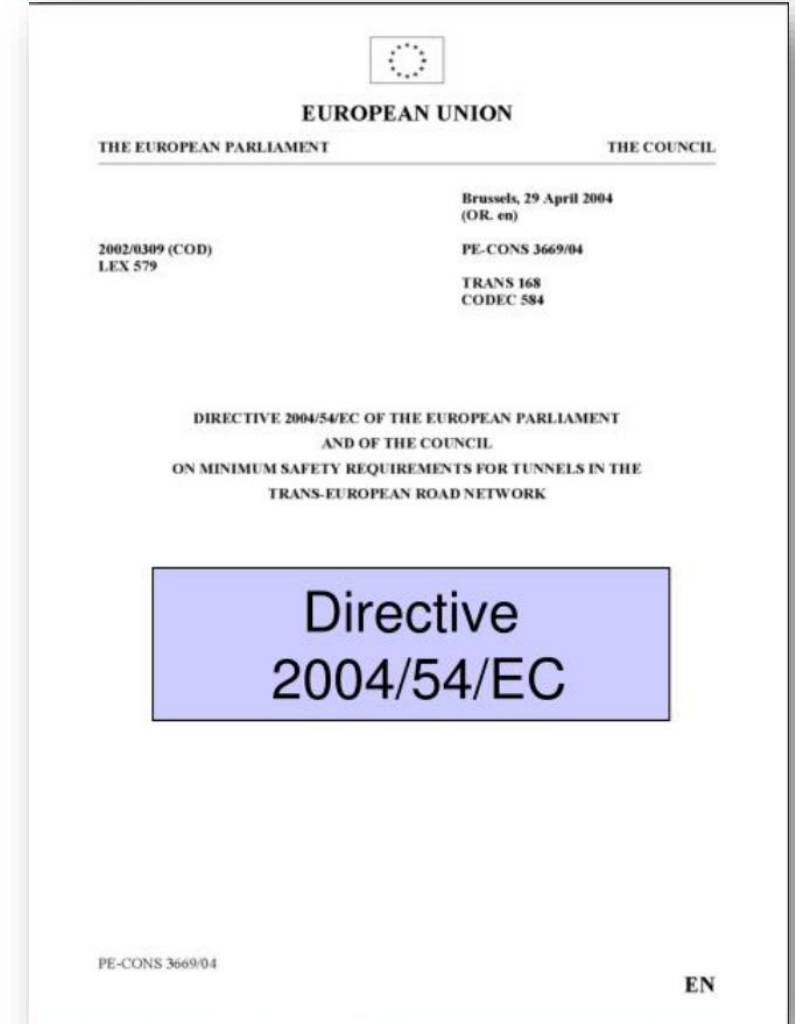 EUROPEAN UNION
THE EUROPEAN PARLIAMENT THE COUNCIL
Brussels, 29 April 2004
(OR. en)
2002/0309 (COD) PE-CONS 3669/04
LEX 579
TRANS 168
CODEC 584
DIRECTIVE 2004/54/EC OF THE EUROPEAN PARLIAMENT
AND OF THE COUNCIL
ON MINIMUM SAFETY REQUIREMENTS FOR TUNNELS IN THE
TRANS-EUROPEAN ROAD NETWORK
Directive
2004/54/EC
PE-CONS 3669/04
EN